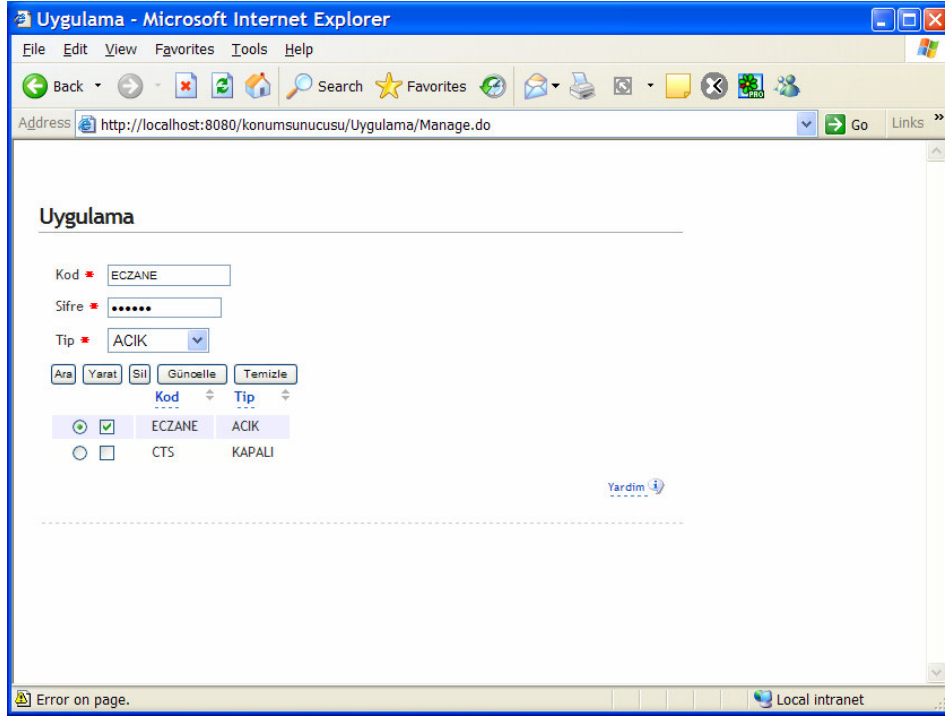 Uygulama - Microsoft Internet Explorer
File Edit View Favorites Tools Help
Back Search Favorites PRO
Address http://localhost:8080/konumsunucusu/Uygulama/Manage.do Go Links »
Uygulama
Kod * ECZANE
Sifre * ••••••
Tip * ACIK
Ara Yarat Sil Güncelle Temizle
Kod Tip
ECZANE ACIK
CTS KAPALI
Yardim
Error on page. Local intranet